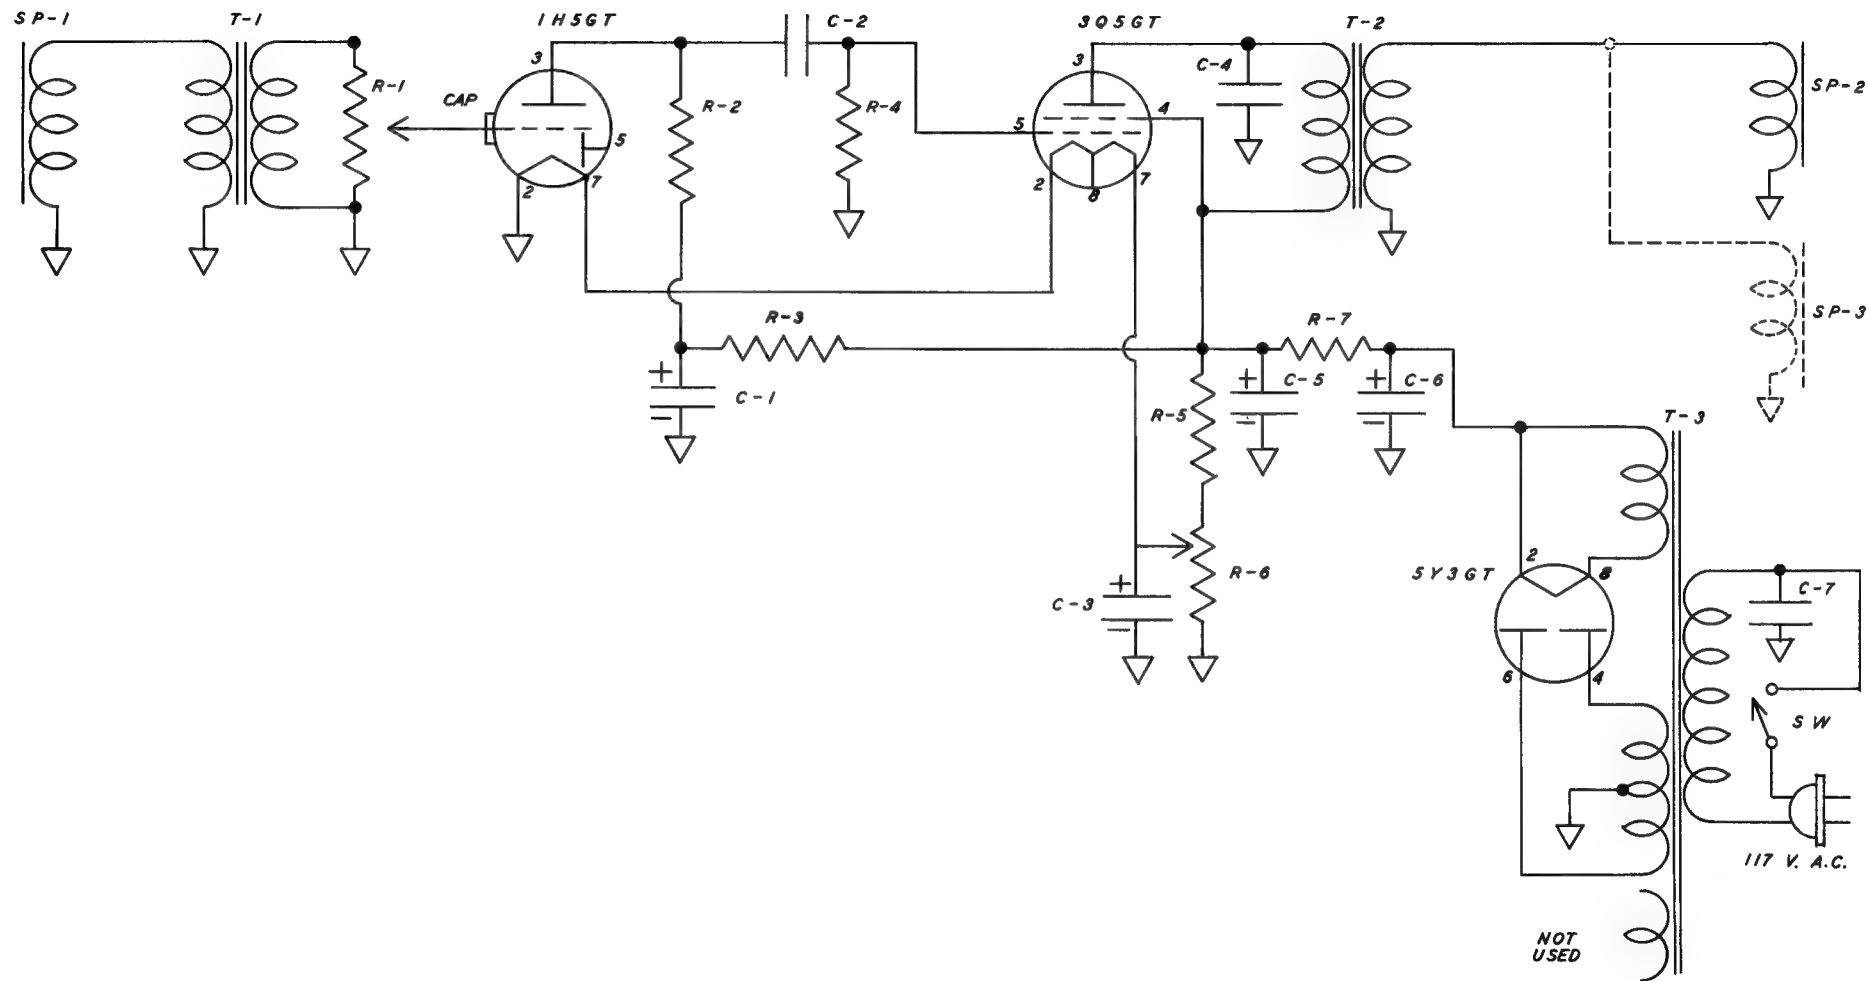 SP-1
T-1
1H5GT
C-2
3Q5GT
T-2
R-1
CAP
3
5
2
7
R-2
R-4
3
4
5
2
8
7
C-4
SP-2
SP-3
R-3
R-7
+
-
C-1
+
-
C-5
+
-
C-6
R-5
T-3
R-6
+
-
C-3
5Y3GT
2
8
6
4
C-7
SW
117 V. A.C.
NOT
USED